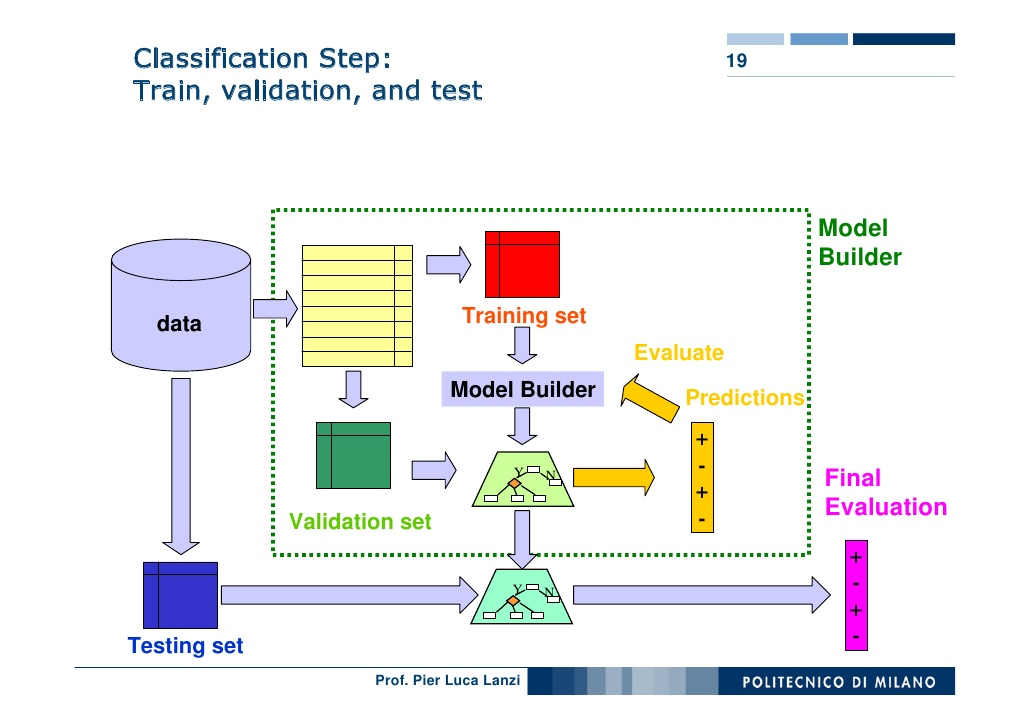 Classification Step:
Train, validation, and test
19
Model
Builder
data
Training set
Evaluate
Model Builder
Predictions
+
-
+
-
Y
N
Validation set
Final
Evaluation
+
-
+
-
Y
N
Testing set
Prof. Pier Luca Lanzi
POLITECNICO DI MILANO